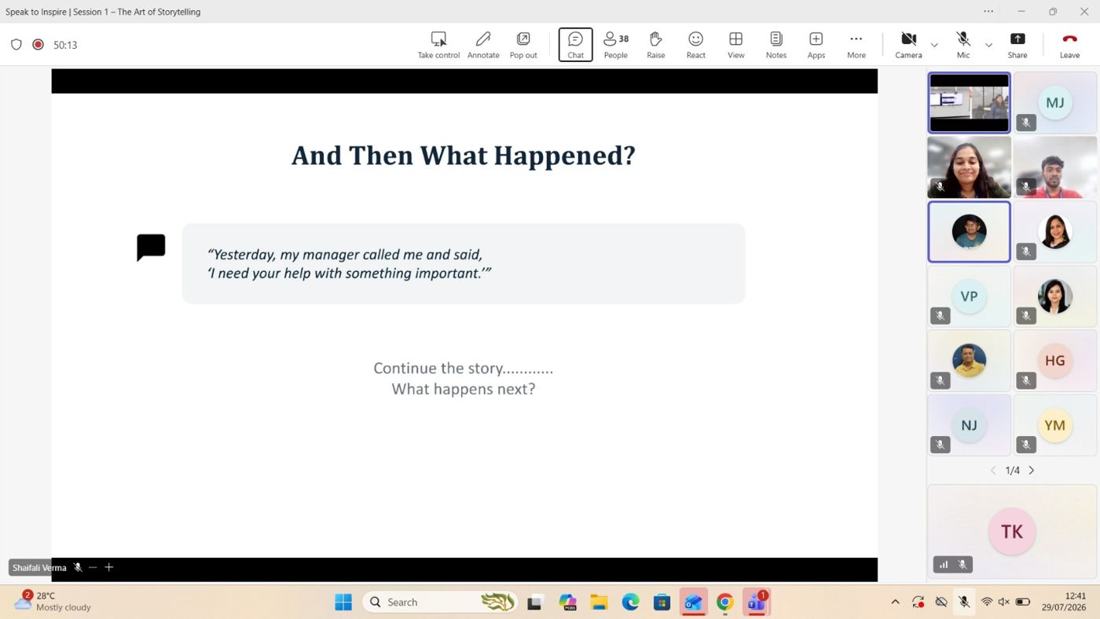 Speak to Inspire | Session 1 – The Art of Storytelling
50:13
Take control
Annotate
Pop out
Chat
38
People
Raise
React
View
Notes
Apps
More
Camera
Mic
Share
Leave
And Then What Happened?
“Yesterday, my manager called me and said,
‘I need your help with something important.’”
Continue the story............
What happens next?
MJ
VP
HG
NJ
YM
1/4
TK
Shaifali Verma
2
28°C
Mostly cloudy
Search
1
12:41
29/07/2026